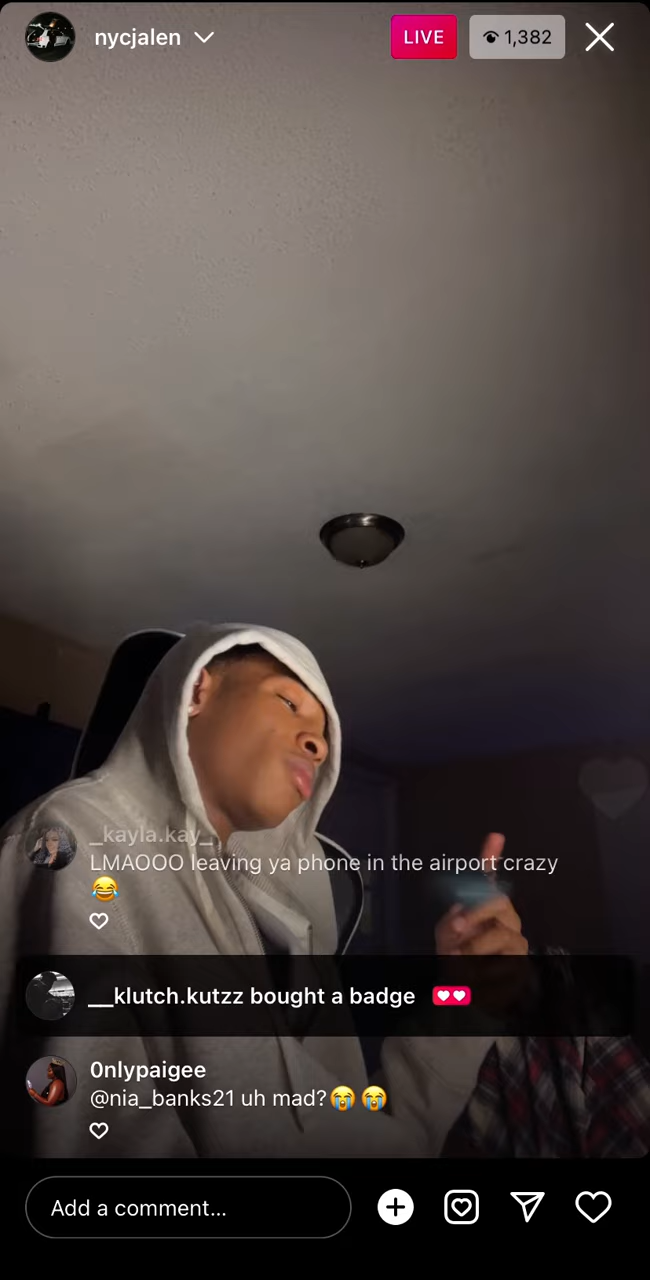 nycjalen
LIVE
1,382
_kayla.kay_
LMAOOO leaving ya phone in the airport crazy
😂
__klutch.kutzz bought a badge
0nlypaigee
@nia_banks21 uh mad?😭😭
Add a comment...